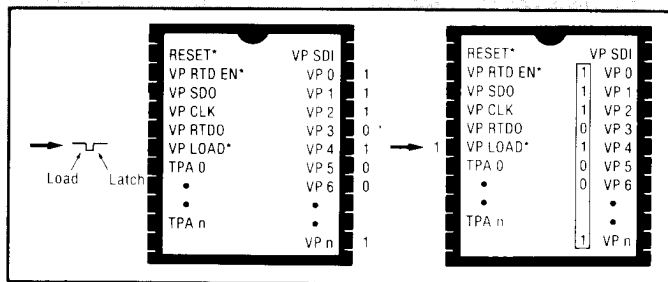 Load Latch
RESET* VP SDI
VP RTD EN* VP 0 1
VP SDO VP 1 1
VP CLK VP 2 1
VP RTDO VP 3 0
VP LOAD* VP 4 1
TPA 0 VP 5 0
• VP 6 0
• •
TPA n •
VP n 1
1
RESET* VP SDI
VP RTD EN* 1 VP 0
VP SDO 1 VP 1
VP CLK 1 VP 2
VP RTDO 0 VP 3
VP LOAD* 1 VP 4
TPA 0 0 VP 5
• 0 VP 6
• •
TPA n •
1 VP n